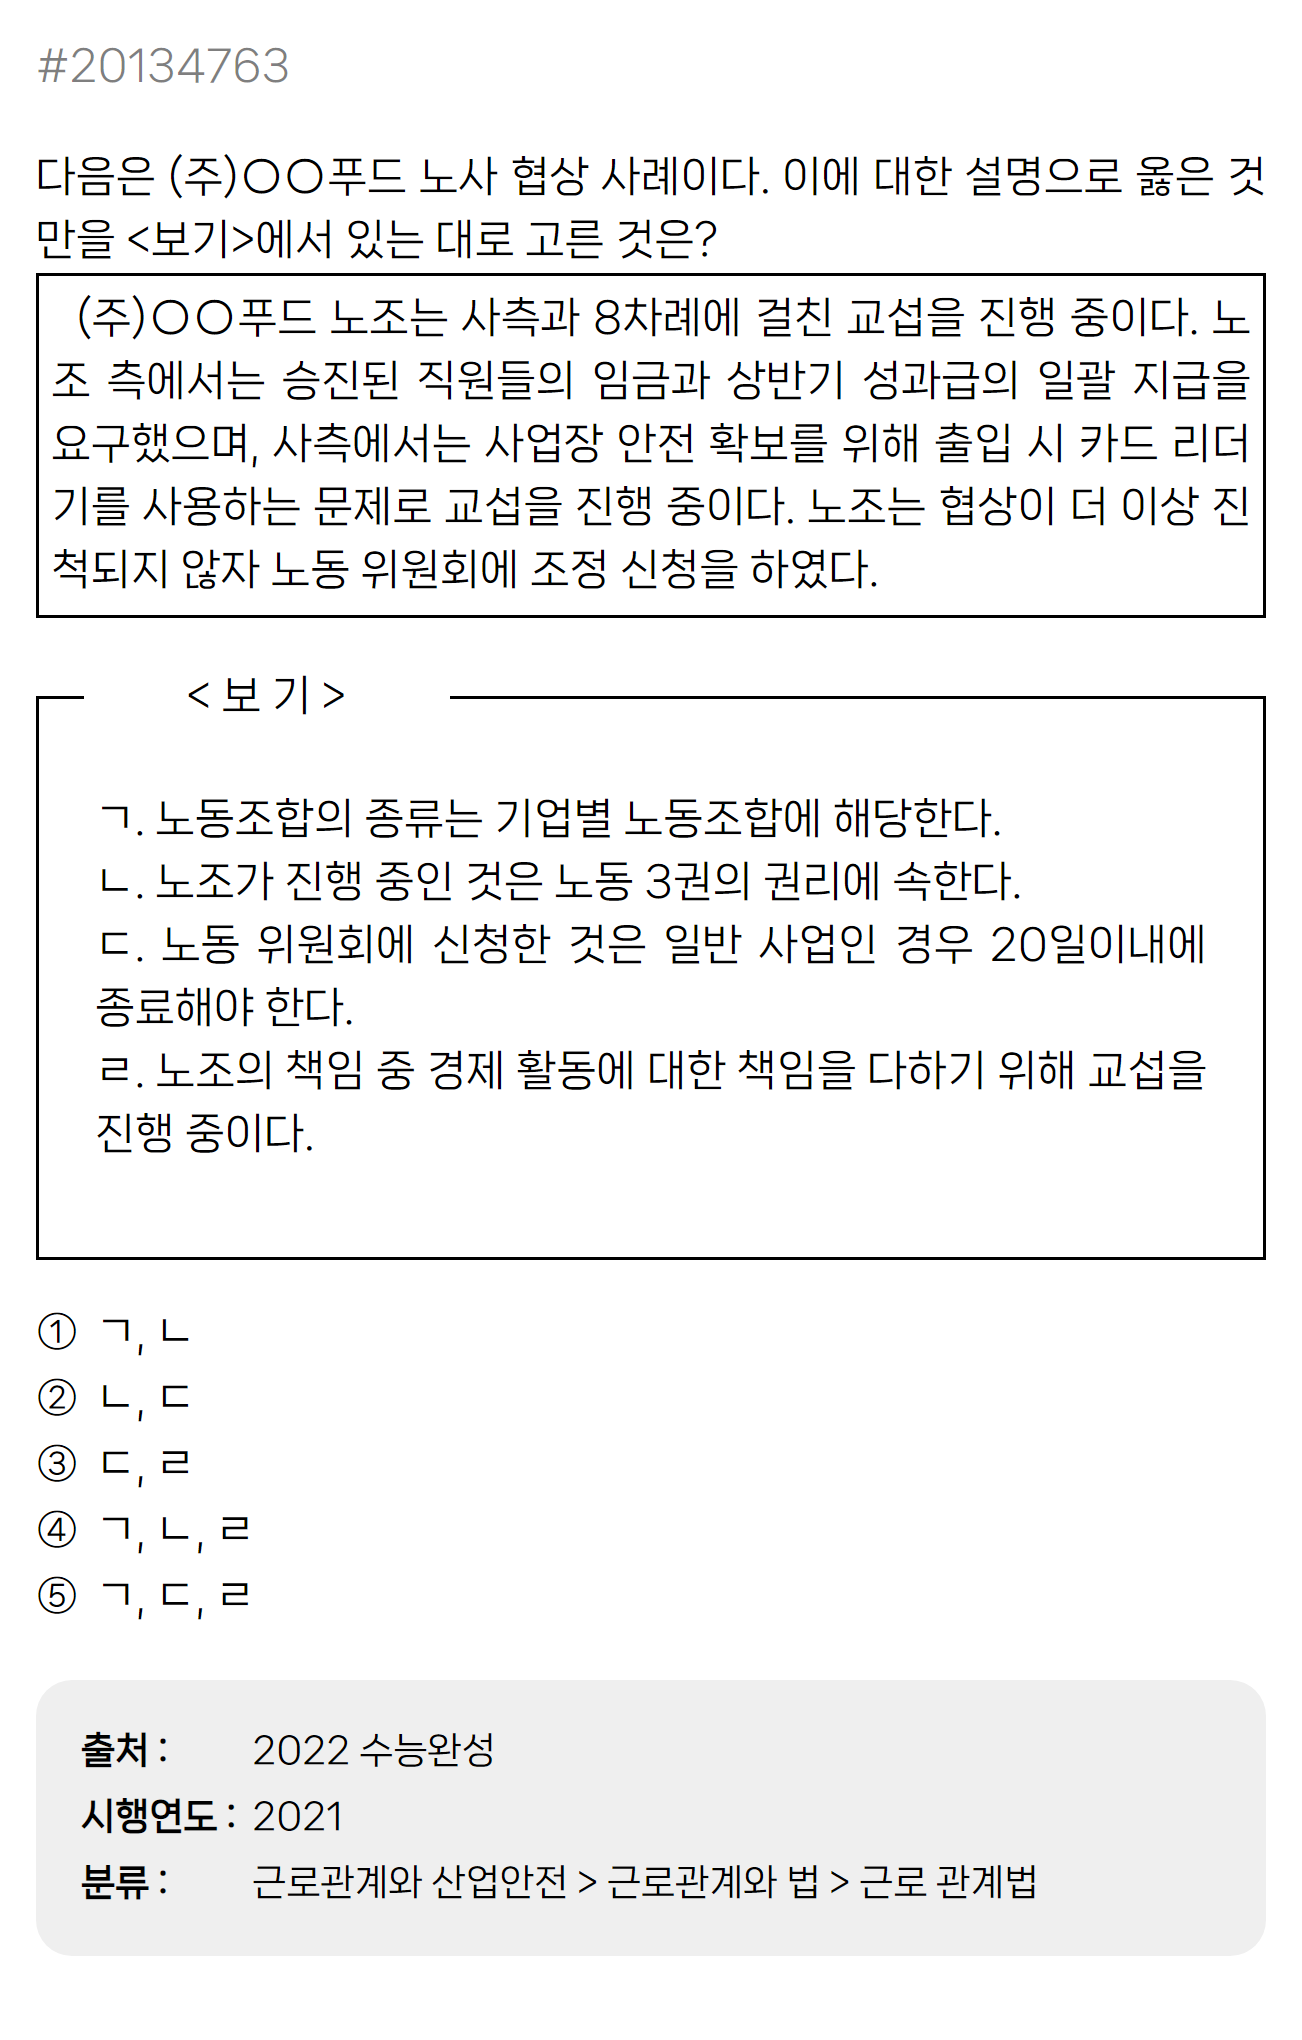 #20134763
다음은 (주)○○푸드 노사 협상 사례이다. 이에 대한 설명으로 옳은 것
만을 <보기>에서 있는 대로 고른 것은?
(주)○○푸드 노조는 사측과 8차례에 걸친 교섭을 진행 중이다. 노
조 측에서는 승진된 직원들의 임금과 상반기 성과급의 일괄 지급을
요구했으며, 사측에서는 사업장 안전 확보를 위해 출입 시 카드 리더
기를 사용하는 문제로 교섭을 진행 중이다. 노조는 협상이 더 이상 진
척되지 않자 노동 위원회에 조정 신청을 하였다.
< 보 기 >
ㄱ. 노동조합의 종류는 기업별 노동조합에 해당한다.
ㄴ. 노조가 진행 중인 것은 노동 3권의 권리에 속한다.
ㄷ. 노동 위원회에 신청한 것은 일반 사업인 경우 20일이내에
종료해야 한다.
ㄹ. 노조의 책임 중 경제 활동에 대한 책임을 다하기 위해 교섭을
진행 중이다.
① ㄱ, ㄴ
② ㄴ, ㄷ
③ ㄷ, ㄹ
④ ㄱ, ㄴ, ㄹ
⑤ ㄱ, ㄷ, ㄹ
출처 : 2022 수능완성
시행연도 : 2021
분류 : 근로관계와 산업안전 > 근로관계와 법 > 근로 관계법